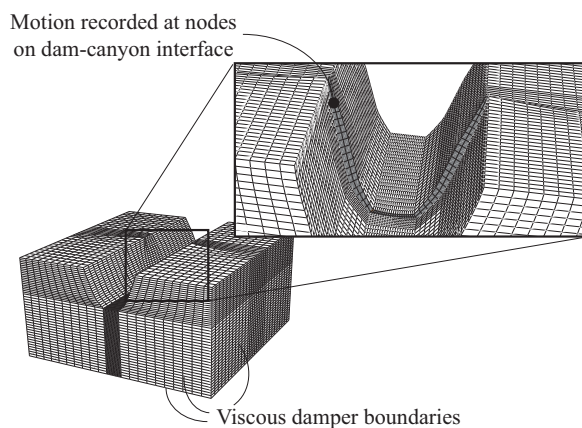 Motion recorded at nodes
on dam-canyon interface
Viscous damper boundaries